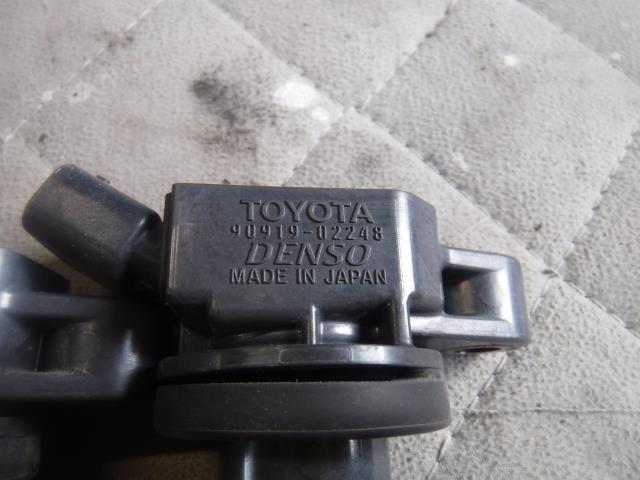 TOYOTA
90919-02248
DENSO
MADE IN JAPAN